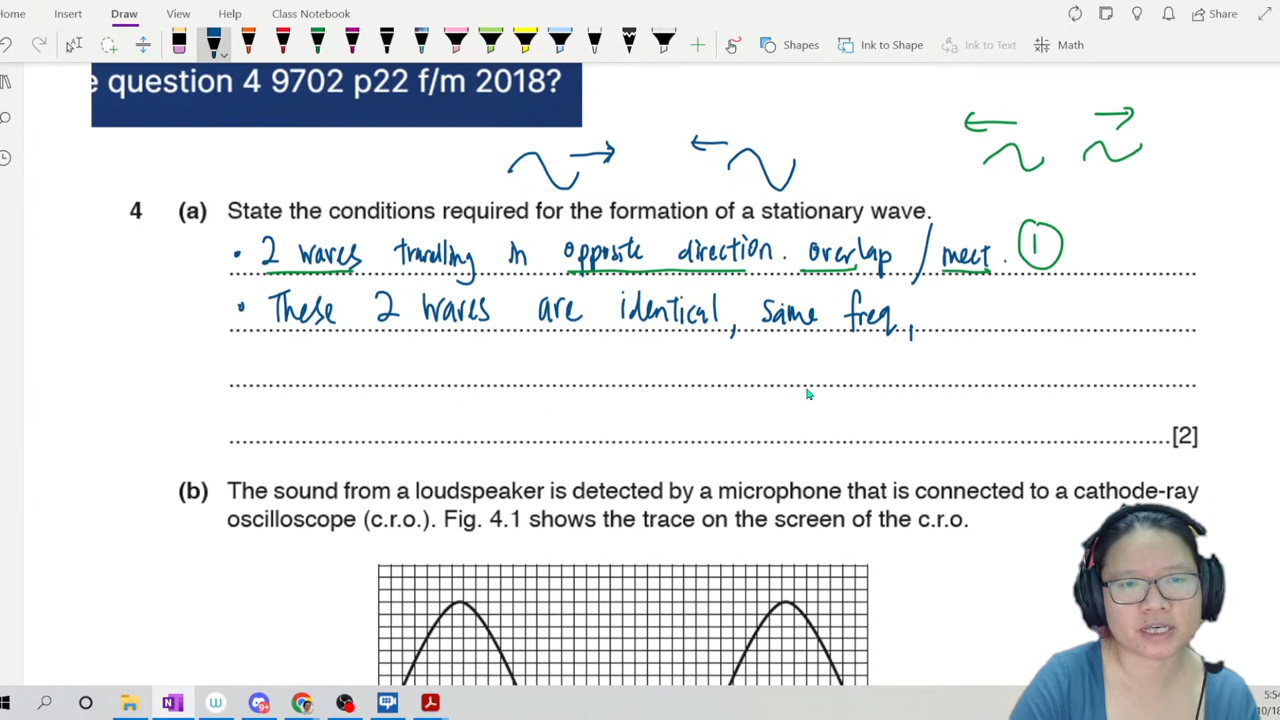 Home Insert Draw View Help Class Notebook Share
Shapes Ink to Shape Ink to Text Math
question 4 9702 p22 f/m 2018?
4 (a) State the conditions required for the formation of a stationary wave.
• 2 waves travelling in opposite direction. overlap / meet. 1
• These 2 waves are identical, same freq,
[2]
(b) The sound from a loudspeaker is detected by a microphone that is connected to a cathode-ray
oscilloscope (c.r.o.). Fig. 4.1 shows the trace on the screen of the c.r.o.